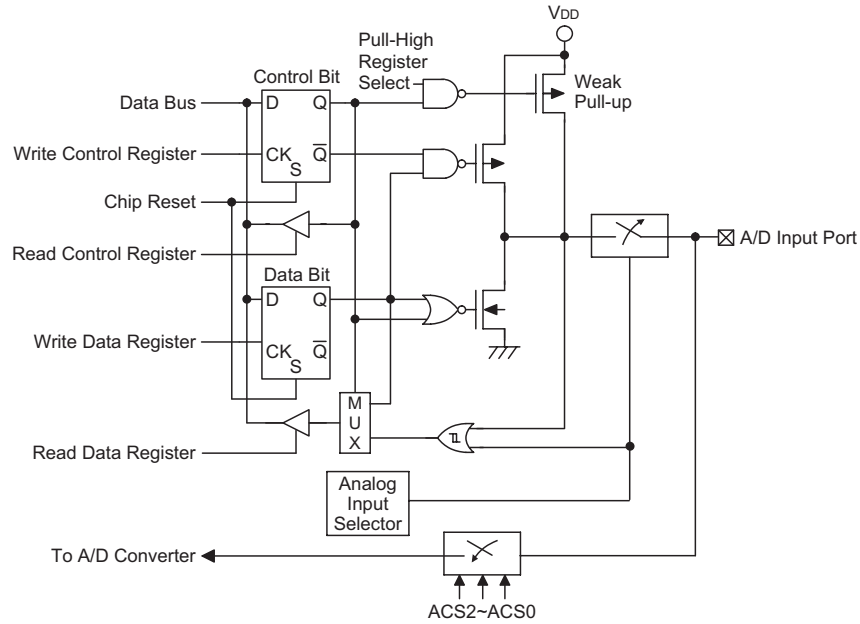 VDD
Pull-High
Register
Select
Control Bit
Weak
Pull-up
Data Bus
D
Q
Write Control Register
CK
Q
S
Chip Reset
Read Control Register
A/D Input Port
Data Bit
D
Q
Write Data Register
CK
Q
S
M
U
X
Read Data Register
Analog
Input
Selector
To A/D Converter
ACS2~ACS0